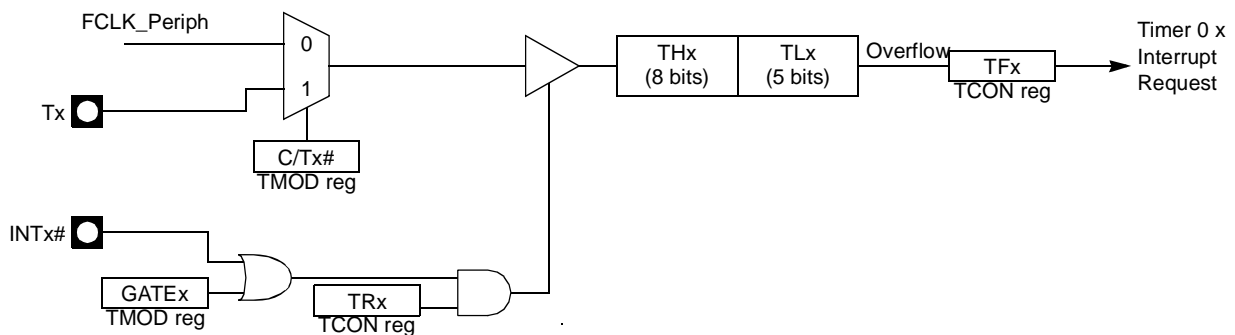 FCLK_Periph
0
1
Tx
C/Tx#
TMOD reg
THx
(8 bits)
TLx
(5 bits)
Overflow
TFx
TCON reg
Timer 0 x
Interrupt
Request
INTx#
GATEx
TMOD reg
TRx
TCON reg
.